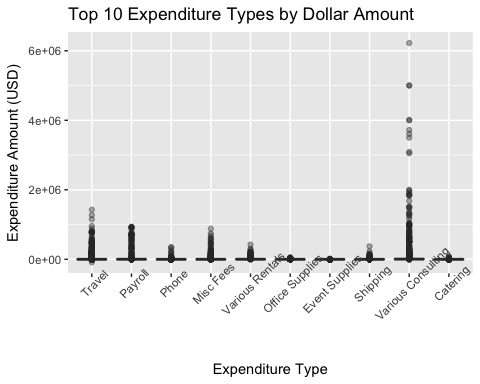 Top 10 Expenditure Types by Dollar Amount
Expenditure Amount (USD)
6e+06
4e+06
2e+06
0e+00
Travel
Payroll
Phone
Misc Fees
Various Rentals
Office Supplies
Event Supplies
Shipping
Various Consulting
Catering
Expenditure Type